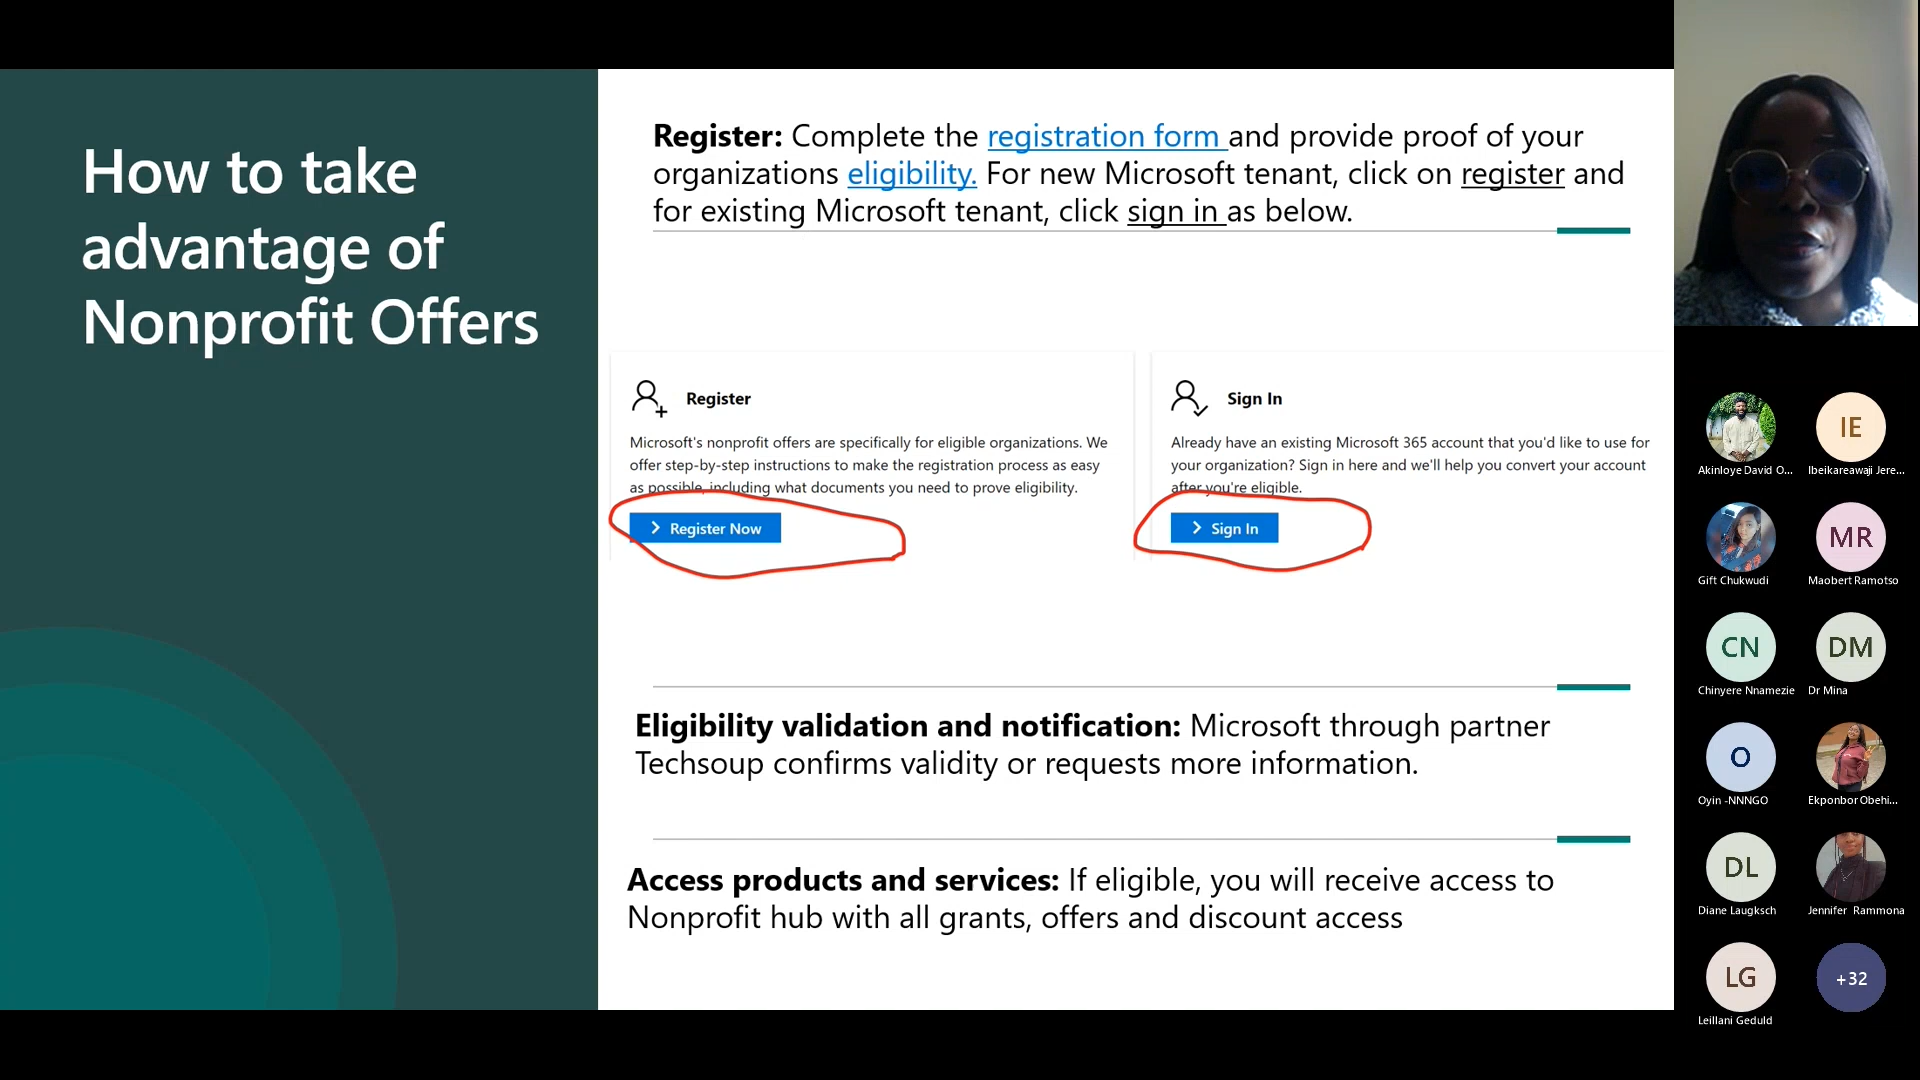 How to take
advantage of
Nonprofit Offers
Register: Complete the registration form and provide proof of your
organizations eligibility. For new Microsoft tenant, click on register and
for existing Microsoft tenant, click sign in as below.
Register
Microsoft's nonprofit offers are specifically for eligible organizations. We
offer step-by-step instructions to make the registration process as easy
as possible, including what documents you need to prove eligibility.
Register Now
Sign In
Already have an existing Microsoft 365 account that you'd like to use for
your organization? Sign in here and we'll help you convert your account
after you're eligible.
Sign In
Eligibility validation and notification: Microsoft through partner
Techsoup confirms validity or requests more information.
Access products and services: If eligible, you will receive access to
Nonprofit hub with all grants, offers and discount access
Akinloye David O...
IE
Ibeikareawaji Jere...
Gift Chukwudi
MR
Maobert Ramotso
CN
Chinyere Nnamezie
DM
Dr Mina
O
Oyin -NNNGO
Ekponbor Obehi...
DL
Diane Laugksch
Jennifer Rammona
LG
Leillani Geduld
+32